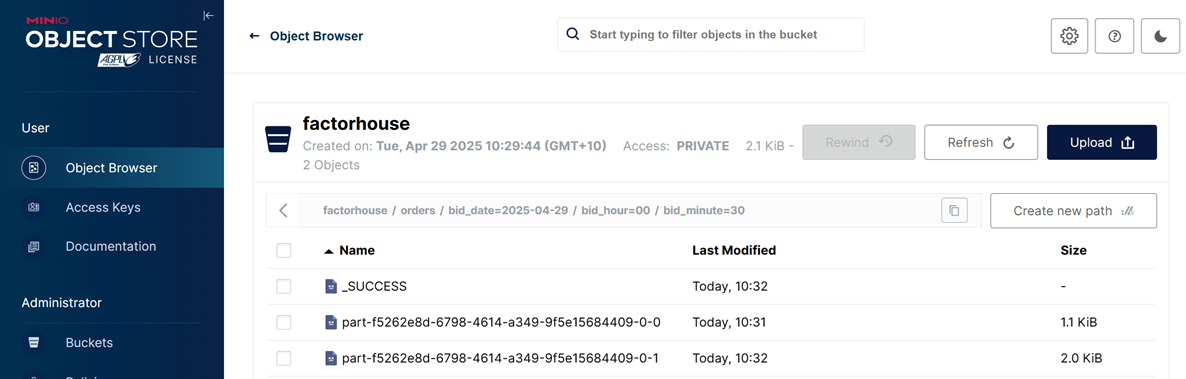 MINIO
OBJECT STORE
AGPL v3 LICENSE
User
Object Browser
Access Keys
Documentation
Administrator
Buckets
Object Browser
Start typing to filter objects in the bucket
factorhouse
Created on: Tue, Apr 29 2025 10:29:44 (GMT+10) Access: PRIVATE 2.1 KiB -
2 Objects
Rewind
Refresh
Upload
factorhouse / orders / bid_date=2025-04-29 / bid_hour=00 / bid_minute=30
Create new path
Name Last Modified Size
_SUCCESS Today, 10:32 -
part-f5262e8d-6798-4614-a349-9f5e15684409-0-0 Today, 10:31 1.1 KiB
part-f5262e8d-6798-4614-a349-9f5e15684409-0-1 Today, 10:32 2.0 KiB